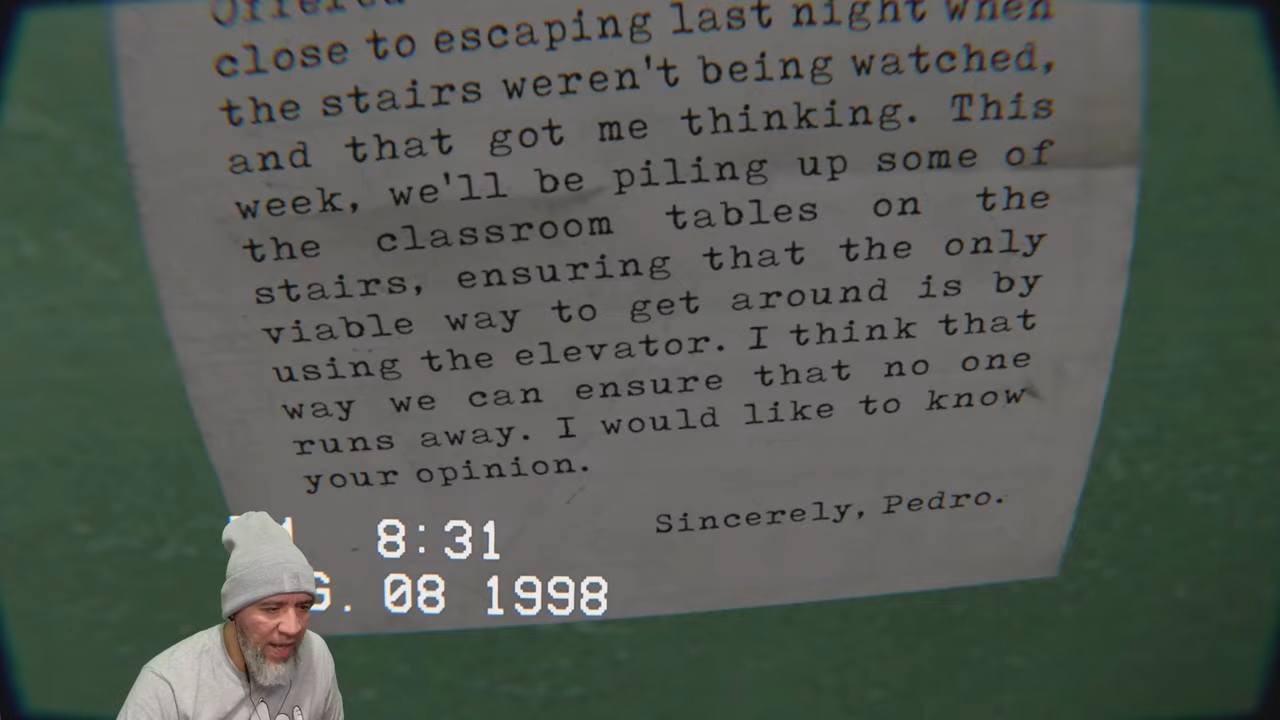 Offered
close to escaping last night when
the stairs weren't being watched,
and that got me thinking. This
week, we'll be piling up some of
the classroom tables on the
stairs, ensuring that the only
viable way to get around is by
using the elevator. I think that
way we can ensure that no one
runs away. I would like to know
your opinion.
Sincerely, Pedro.
8:31
08 1998